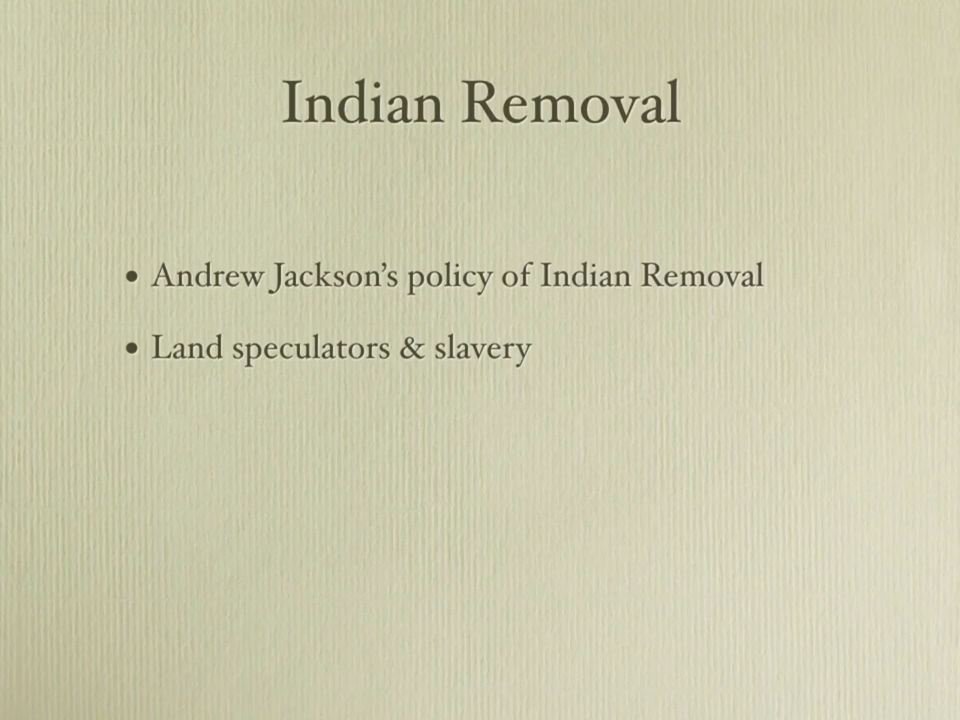 Indian Removal
• Andrew Jackson’s policy of Indian Removal
• Land speculators & slavery